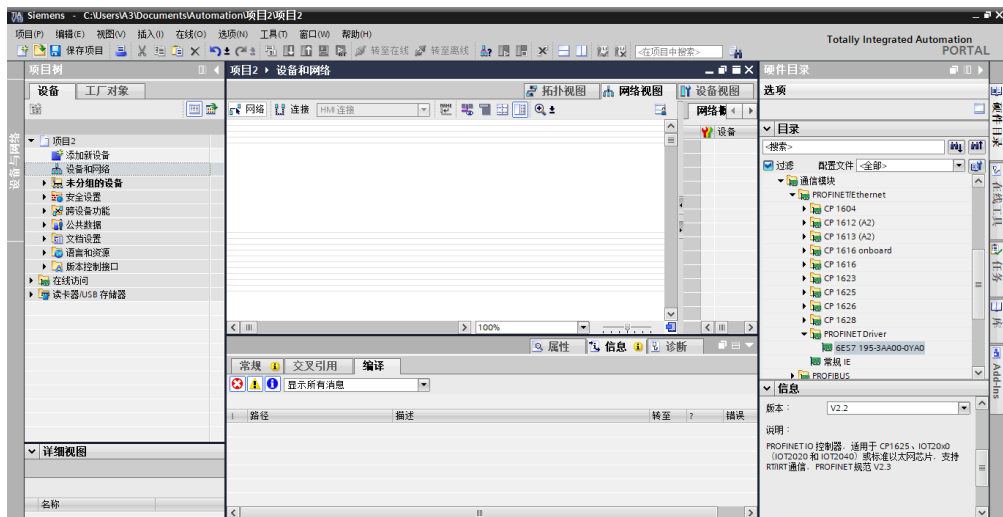 Siemens - C:\Users\A3\Documents\Automation\项目2\项目2
项目(P) 编辑(E) 视图(V) 插入(I) 在线(O) 选项(N) 工具(T) 窗口(W) 帮助(H)
Totally Integrated Automation
PORTAL
保存项目 转至在线 转至离线 <在项目中搜索>
项目树
设备 工厂对象
项目2
添加新设备
设备和网络
未分组的设备
安全设置
跨设备功能
公共数据
文档设置
语言和资源
版本控制接口
在线访问
读卡器/USB 存储器
详细视图
名称
设备与网络
项目2 › 设备和网络
拓扑视图 网络视图 设备视图
网络 连接 HMI 连接
设备
100%
属性 信息 诊断
常规 交叉引用 编译
显示所有消息
! 路径 描述 转至 ? 错误
硬件目录
选项
目录
<搜索>
过滤 配置文件 <全部>
通信模块
PROFINET/Ethernet
CP 1604
CP 1612 (A2)
CP 1613 (A2)
CP 1616 onboard
CP 1616
CP 1623
CP 1625
CP 1626
CP 1628
PROFINET Driver
6ES7 195-3AA00-0YA0
常规 IE
PROFIBUS
信息
版本： V2.2
说明：
PROFINET IO 控制器，适用于 CP1625、IOT20x0
（IOT2020 和 IOT2040）或标准以太网芯片，支持
RT/IRT 通信，PROFINET 规范 V2.3
硬件目录
在线工具
任务
库
Add-Ins